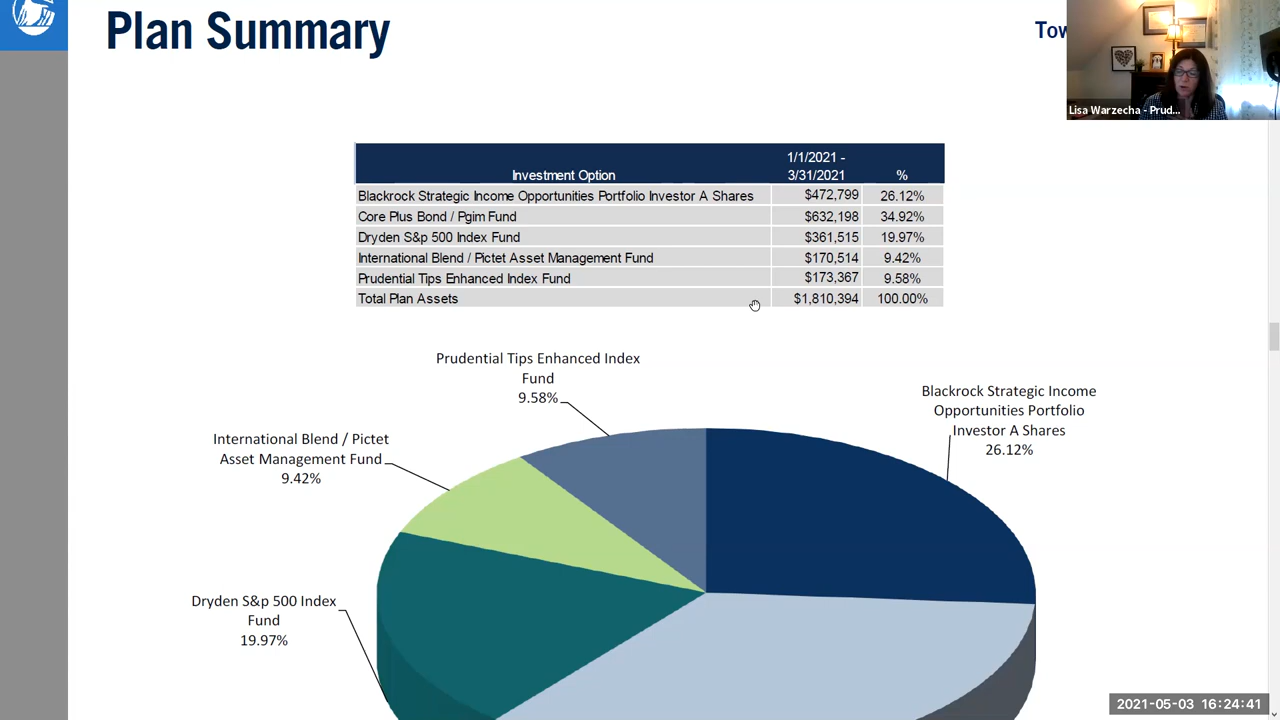 Plan Summary
Tow
Lisa Warzecha - Prud...
1/1/2021 -
Investment Option 3/31/2021 %
Blackrock Strategic Income Opportunities Portfolio Investor A Shares $472,799 26.12%
Core Plus Bond / Pgim Fund $632,198 34.92%
Dryden S&p 500 Index Fund $361,515 19.97%
International Blend / Pictet Asset Management Fund $170,514 9.42%
Prudential Tips Enhanced Index Fund $173,367 9.58%
Total Plan Assets $1,810,394 100.00%
Prudential Tips Enhanced Index
Fund
9.58%
Blackrock Strategic Income
Opportunities Portfolio
Investor A Shares
26.12%
International Blend / Pictet
Asset Management Fund
9.42%
Dryden S&p 500 Index
Fund
19.97%
2021-05-03 16:24:41